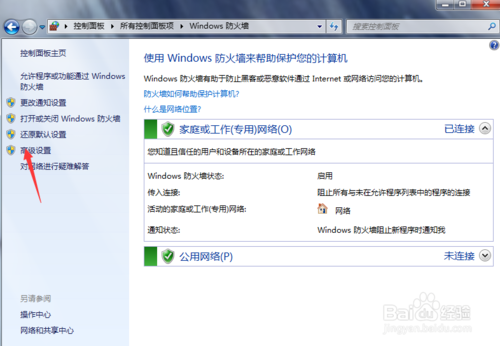 控制面板 ▸ 所有控制面板项 ▸ Windows 防火墙
搜索控制面板
控制面板主页
允许程序或功能通过 Windows
防火墙
更改通知设置
打开或关闭 Windows 防火墙
还原默认设置
高级设置
对网络进行疑难解答
另请参阅
操作中心
网络和共享中心
使用 Windows 防火墙来帮助保护您的计算机
Windows 防火墙有助于防止黑客或恶意软件通过 Internet 或网络访问您的计算机。
防火墙如何帮助保护计算机?
什么是网络位置?
家庭或工作(专用)网络(O) 已连接
您知道且信任的用户和设备所在的家庭或工作网络
Windows 防火墙状态: 启用
传入连接: 阻止所有与未在允许程序列表中的程序的连接
活动的家庭或工作(专用)网络: 网络
通知状态: Windows 防火墙阻止新程序时通知我
公用网络(P) 未连接
Baidu 经验
jingyan.baidu.com